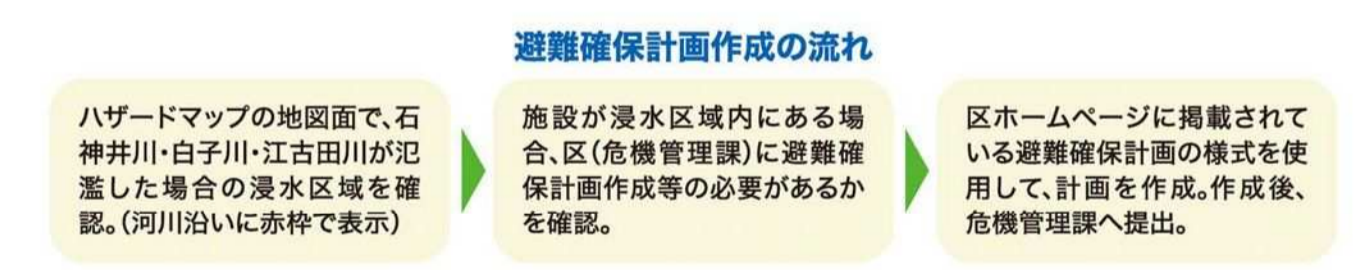 避難確保計画作成の流れ
ハザードマップの地図面で、石
神井川・白子川・江古田川が氾
濫した場合の浸水区域を確
認。(河川沿いに赤枠で表示)
施設が浸水区域内にある場
合、区(危機管理課)に避難確
保計画作成等の必要があるか
を確認。
区ホームページに掲載されて
いる避難確保計画の様式を使
用して、計画を作成。作成後、
危機管理課へ提出。